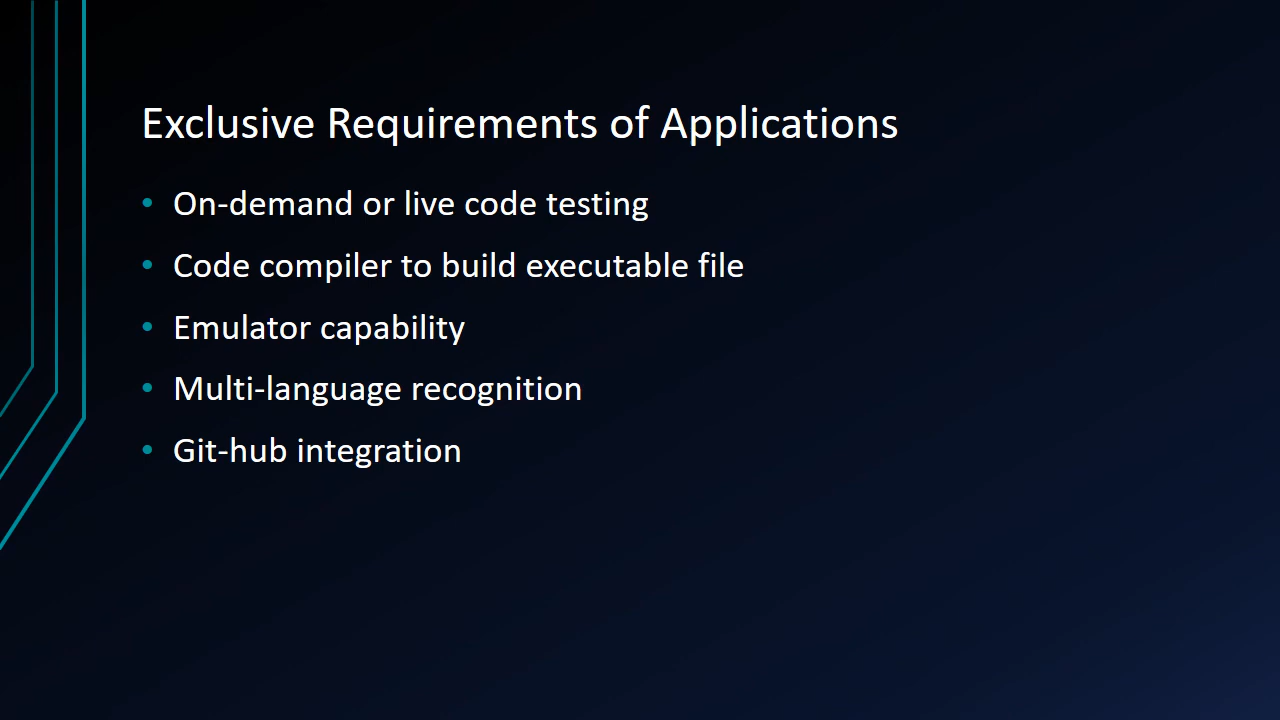 Exclusive Requirements of Applications
• On-demand or live code testing
• Code compiler to build executable file
• Emulator capability
• Multi-language recognition
• Git-hub integration